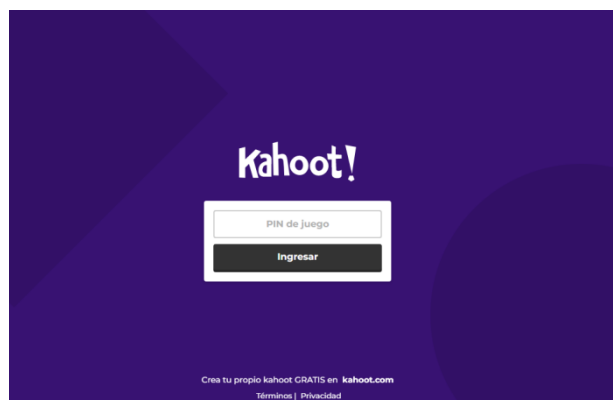 Kahoot!
PIN de juego
Ingresar
Crea tu propio kahoot GRATIS en kahoot.com
Términos | Privacidad